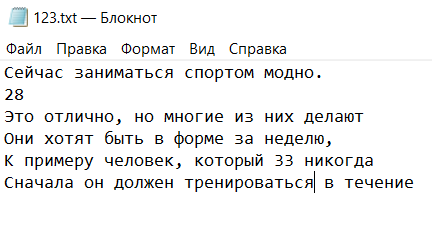 123.txt — Блокнот
Файл Правка Формат Вид Справка
Сейчас заниматься спортом модно.
28
Это отлично, но многие из них делают
Они хотят быть в форме за неделю,
К примеру человек, который 33 никогда
Сначала он должен тренироваться в течение